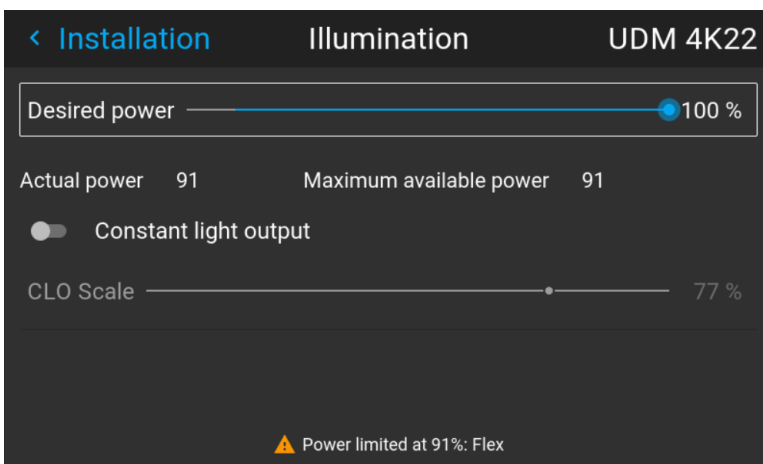 Installation Illumination UDM 4K22
Desired power 100 %
Actual power 91 Maximum available power 91
Constant light output
CLO Scale 77 %
Power limited at 91%: Flex